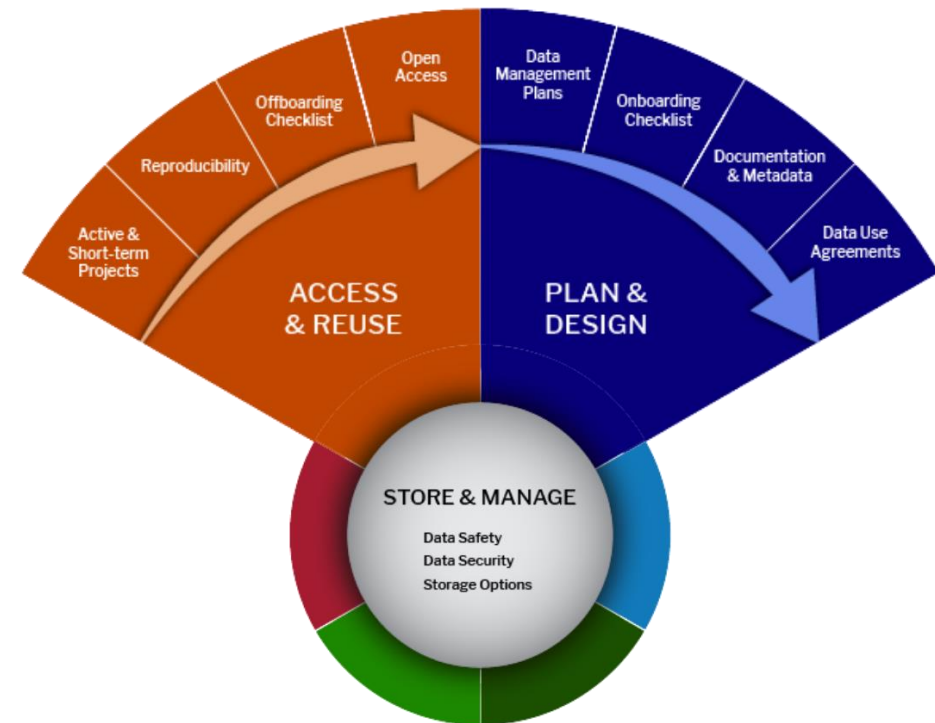 Active &
Short-term
Projects
Reproducibility
Offboarding
Checklist
Open
Access
Data
Management
Plans
Onboarding
Checklist
Documentation
& Metadata
Data Use
Agreements
ACCESS
& REUSE
PLAN &
DESIGN
STORE & MANAGE
Data Safety
Data Security
Storage Options